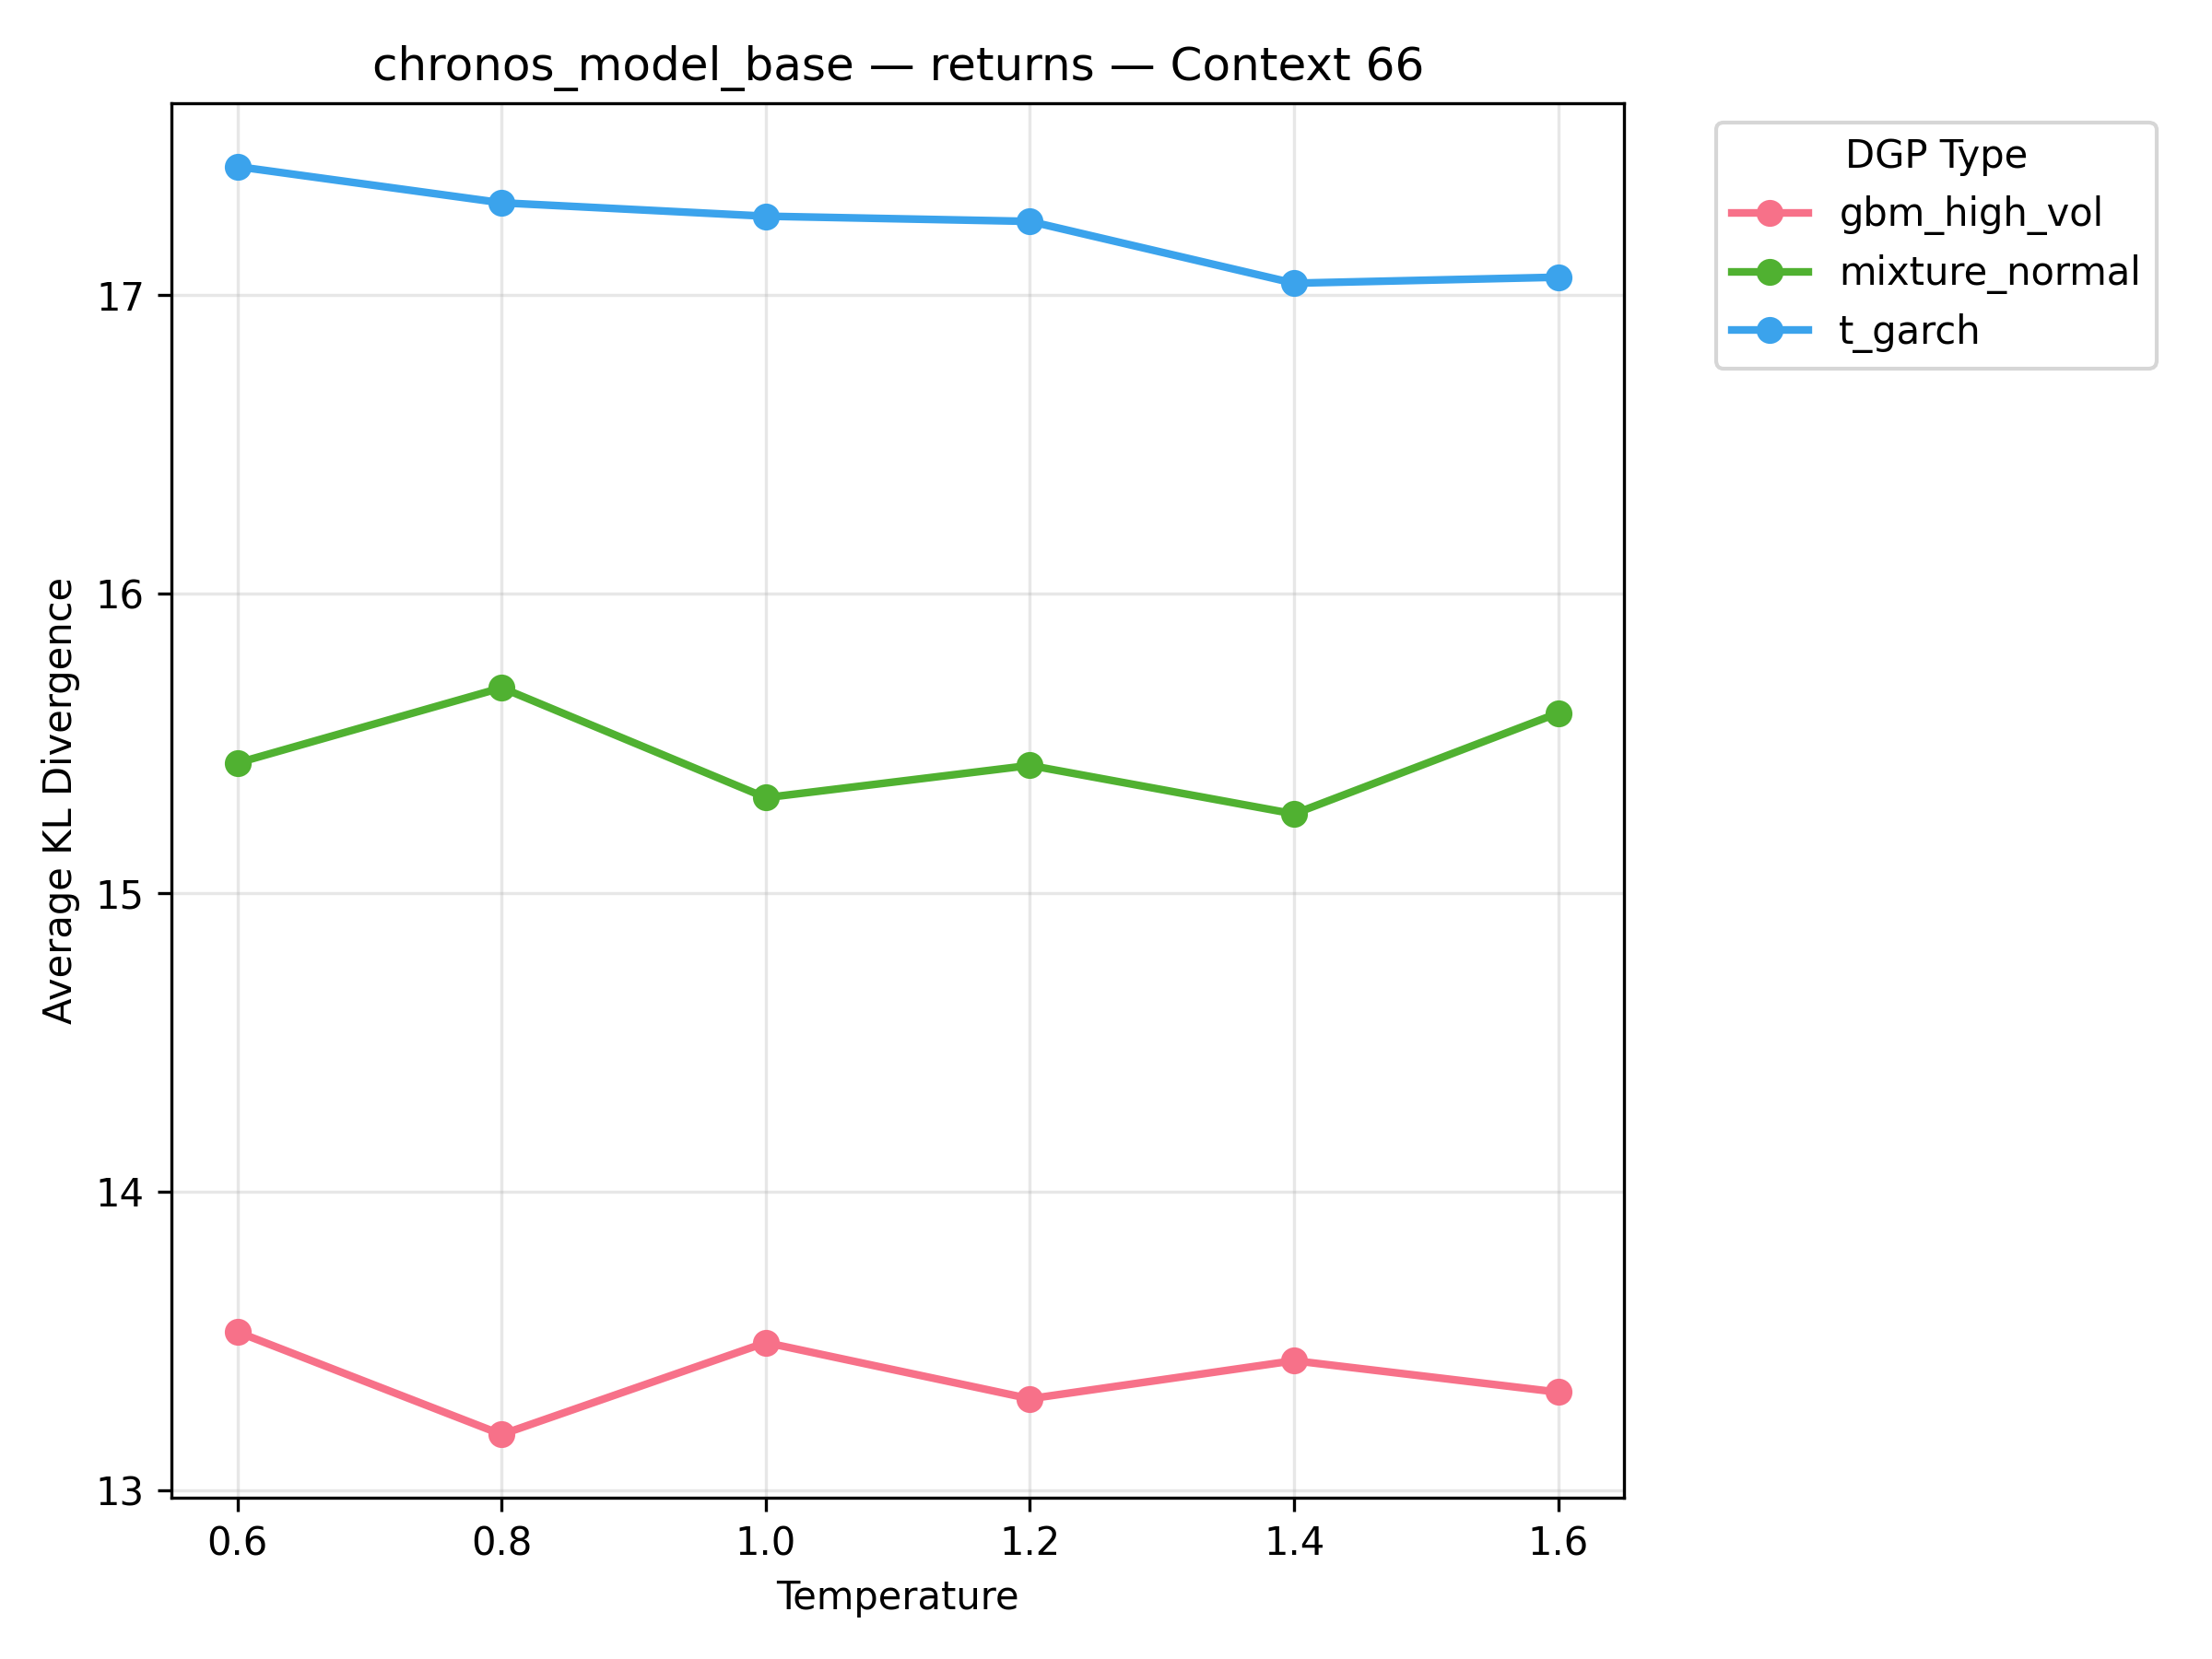 chronos_model_base — returns — Context 66
DGP Type
gbm_high_vol
mixture_normal
t_garch
Average KL Divergence
17
16
15
14
13
0.6 0.8 1.0 1.2 1.4 1.6
Temperature